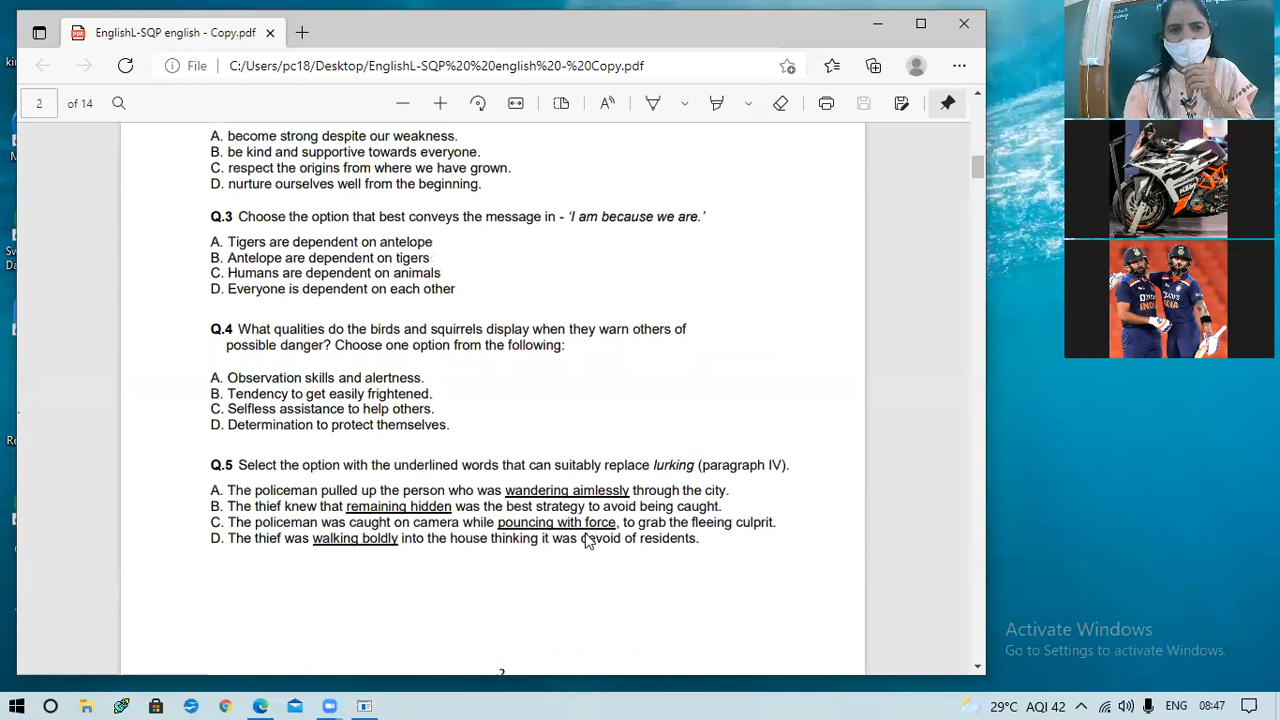 EnglishL-SQP english - Copy.pdf
File C:/Users/pc18/Desktop/EnglishL-SQP%20%20english%20-%20Copy.pdf
2 of 14
A. become strong despite our weakness.
B. be kind and supportive towards everyone.
C. respect the origins from where we have grown.
D. nurture ourselves well from the beginning.
Q.3 Choose the option that best conveys the message in - ‘I am because we are.’
A. Tigers are dependent on antelope
B. Antelope are dependent on tigers
C. Humans are dependent on animals
D. Everyone is dependent on each other
Q.4 What qualities do the birds and squirrels display when they warn others of
possible danger? Choose one option from the following:
A. Observation skills and alertness.
B. Tendency to get easily frightened.
C. Selfless assistance to help others.
D. Determination to protect themselves.
Q.5 Select the option with the underlined words that can suitably replace lurking (paragraph IV).
A. The policeman pulled up the person who was wandering aimlessly through the city.
B. The thief knew that remaining hidden was the best strategy to avoid being caught.
C. The policeman was caught on camera while pouncing with force, to grab the fleeing culprit.
D. The thief was walking boldly into the house thinking it was devoid of residents.
2
Activate Windows
Go to Settings to activate Windows.
29°C AQI 42 ENG 08:47